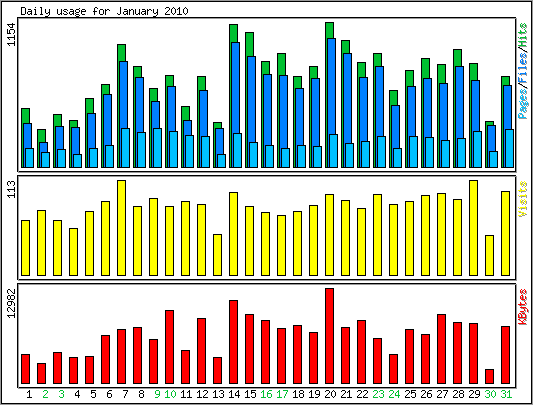 Daily usage for January 2010
1154
Pages/Files/Hits
113
Visits
12982
KBytes
1 2 3 4 5 6 7 8 9 10 11 12 13 14 15 16 17 18 19 20 21 22 23 24 25 26 27 28 29 30 31